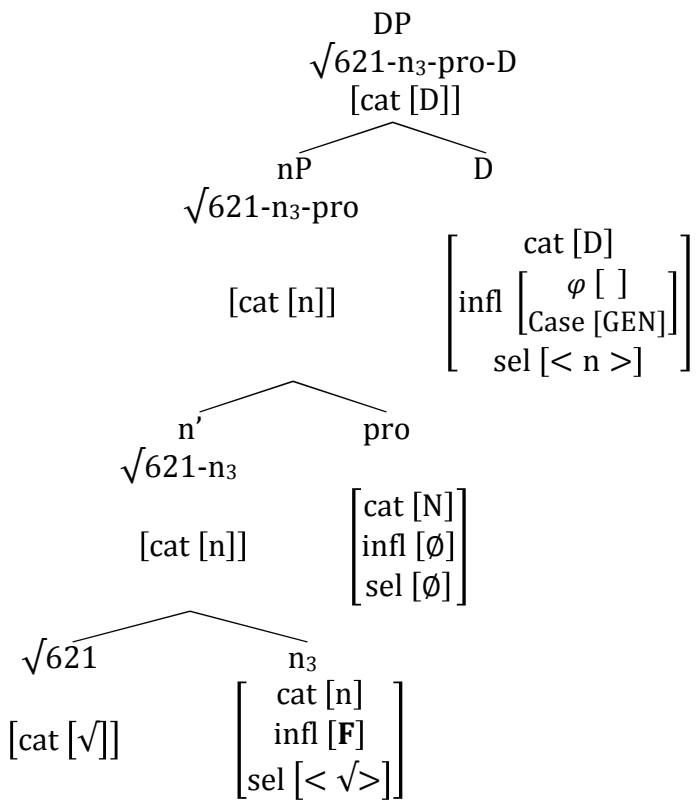 DP
√621-n₃-pro-D
[cat [D]]
nP D
√621-n₃-pro
[cat [n]]
cat [D]
infl [φ [ ]
Case [GEN]]
sel [< n >]
n’ pro
√621-n₃
[cat [n]]
cat [N]
infl [Ø]
sel [Ø]
√621 n₃
[cat [√]]
cat [n]
infl [F]
sel [< √>]